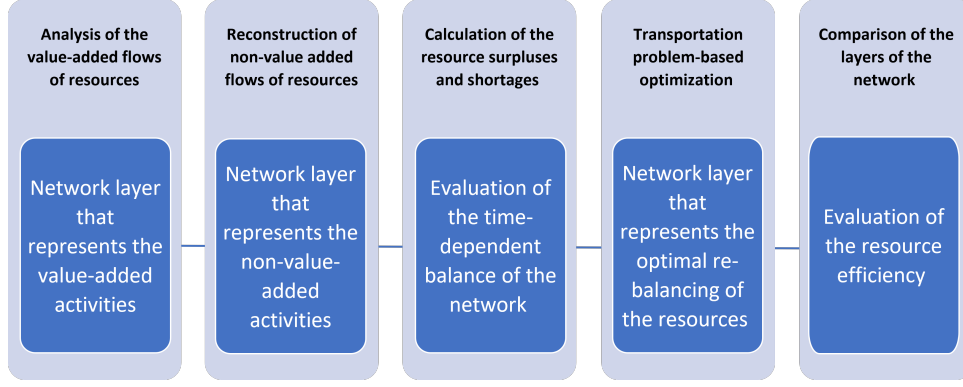 Analysis of the
value-added flows
of resources
Network layer
that
represents the
value-added
activities
Reconstruction of
non-value added
flows of resources
Network layer
that
represents the
non-value-
added
activities
Calculation of the
resource surpluses
and shortages
Evaluation of
the time-
dependent
balance of the
network
Transportation
problem-based
optimization
Network layer
that
represents the
optimal re-
balancing of
the resources
Comparison of the
layers of the
network
Evaluation of
the resource
efficiency